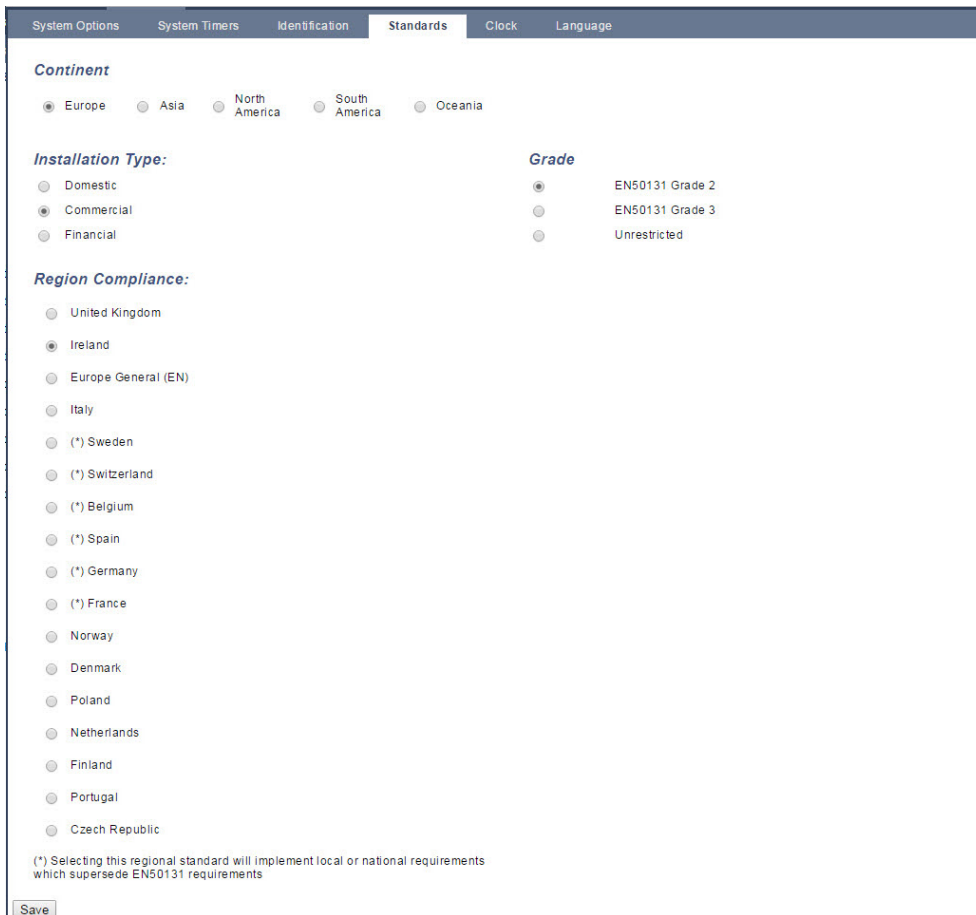 System Options System Timers Identification Standards Clock Language
Continent
Europe Asia North America South America Oceania
Installation Type:
Domestic
Commercial
Financial
Grade
EN50131 Grade 2
EN50131 Grade 3
Unrestricted
Region Compliance:
United Kingdom
Ireland
Europe General (EN)
Italy
(*) Sweden
(*) Switzerland
(*) Belgium
(*) Spain
(*) Germany
(*) France
Norway
Denmark
Poland
Netherlands
Finland
Portugal
Czech Republic
(*) Selecting this regional standard will implement local or national requirements
which supersede EN50131 requirements
Save